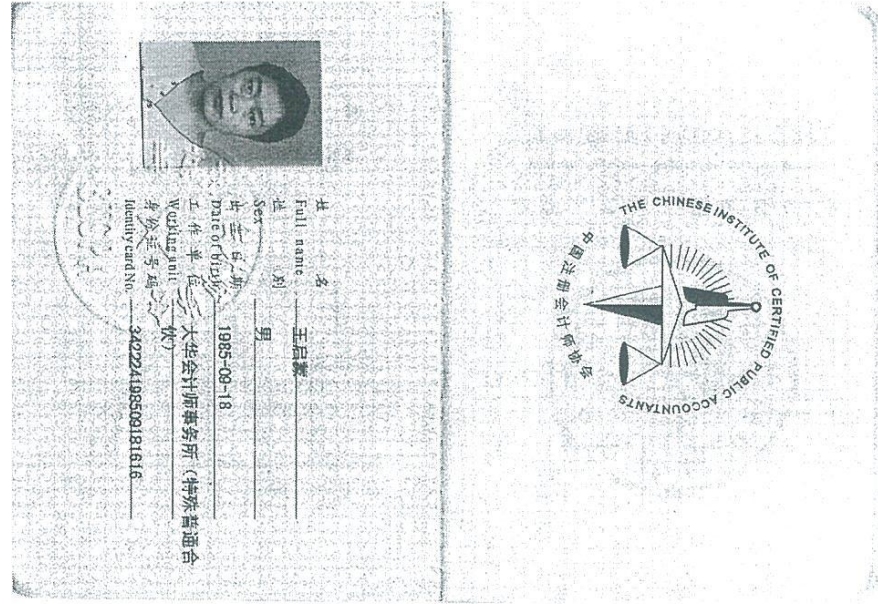 姓名 王启盛
Full name
性别 男
Sex
出生日期 1985-09-18
Date of birth
工作单位 大华会计师事务所（特殊普通合
Working unit 伙）
身份证号码 342224198509181616
Identity card No.
THE CHINESE INSTITUTE OF CERTIFIED PUBLIC ACCOUNTANTS
中国注册会计师协会